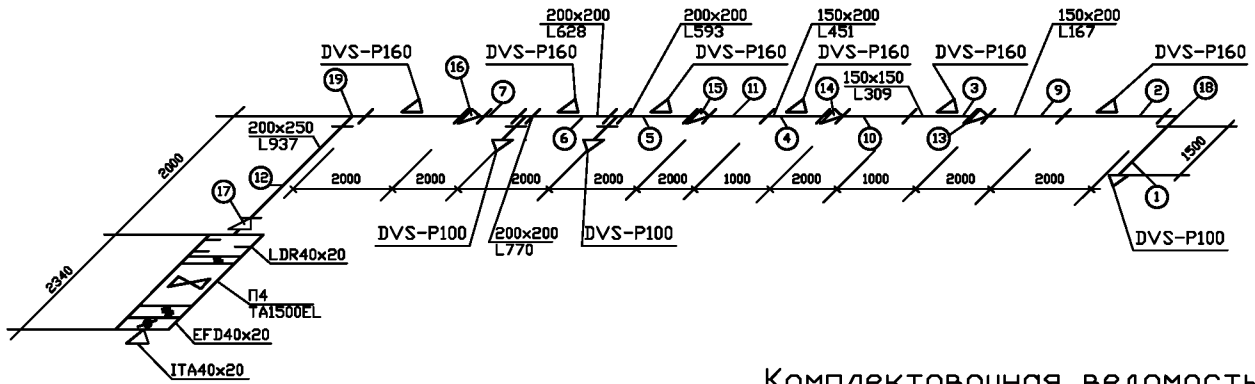 200x200
L628
200x200
L593
150x200
L451
150x200
L167
DVS-P160
DVS-P160
DVS-P160
DVS-P160
DVS-P160
DVS-P160
150x150
L309
19
16
7
15
11
14
3
9
2
18
6
5
4
10
13
200x250
L937
2000
12
17
2000
2000
2000
2000
2000
1000
2000
1000
2000
2000
1500
1
DVS-P100
200x200
L770
DVS-P100
DVS-P100
2340
LDR40x20
П4
TA1500EL
EFD40x20
ITA40x20
Комплектовочная ведомость